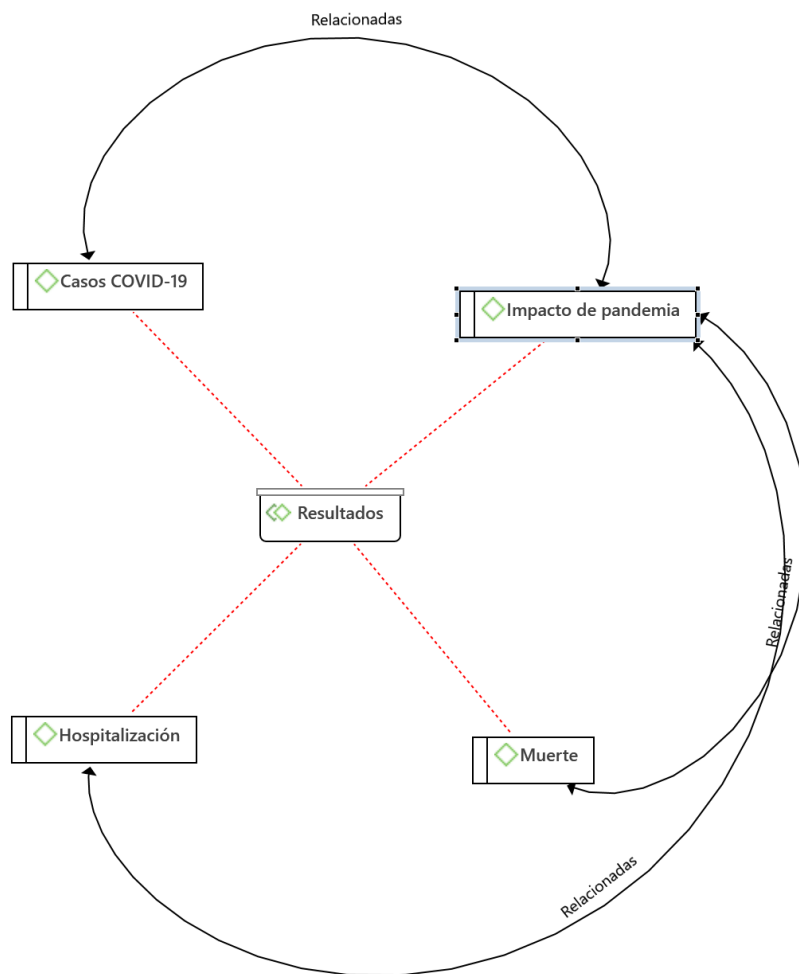 Relacionadas
Casos COVID-19
Impacto de pandemia
Resultados
Relacionadas
Hospitalización
Muerte
Relacionadas